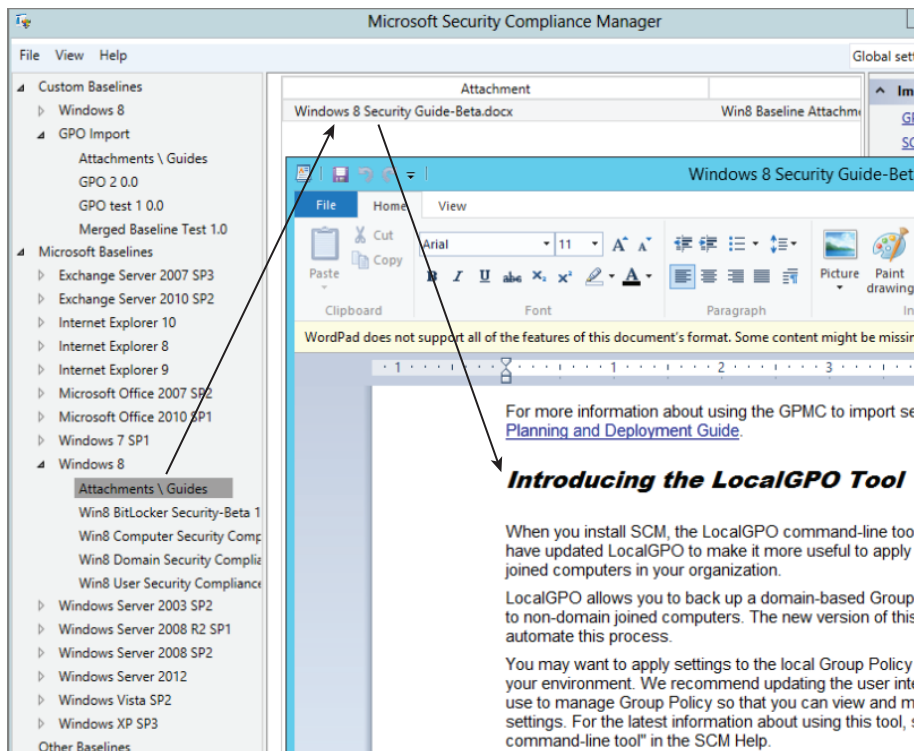 Microsoft Security Compliance Manager
File View Help
Global sett
Custom Baselines
Windows 8
GPO Import
Attachments \ Guides
GPO 2 0.0
GPO test 1 0.0
Merged Baseline Test 1.0
Microsoft Baselines
Exchange Server 2007 SP3
Exchange Server 2010 SP2
Internet Explorer 10
Internet Explorer 8
Internet Explorer 9
Microsoft Office 2007 SP2
Microsoft Office 2010 SP1
Windows 7 SP1
Windows 8
Attachments \ Guides
Win8 BitLocker Security-Beta 1
Win8 Computer Security Comp
Win8 Domain Security Complia
Win8 User Security Compliance
Windows Server 2003 SP2
Windows Server 2008 R2 SP1
Windows Server 2008 SP2
Windows Server 2012
Windows Vista SP2
Windows XP SP3
Other Baselines
Attachment
Windows 8 Security Guide-Beta.docx Win8 Baseline Attachme
Im
GP
SC
Windows 8 Security Guide-Bet
File Home View
Paste
Cut
Copy
Clipboard
Arial 11
B I U abc X₂ X² A
Font
Paragraph
Picture Paint
drawing
In
WordPad does not support all of the features of this document's format. Some content might be missin
1 1 2 3
For more information about using the GPMC to import se
Planning and Deployment Guide.
Introducing the LocalGPO Tool
When you install SCM, the LocalGPO command-line too
have updated LocalGPO to make it more useful to apply
joined computers in your organization.
LocalGPO allows you to back up a domain-based Group
to non-domain joined computers. The new version of this
automate this process.
You may want to apply settings to the local Group Policy
your environment. We recommend updating the user inte
use to manage Group Policy so that you can view and m
settings. For the latest information about using this tool, s
command-line tool" in the SCM Help.